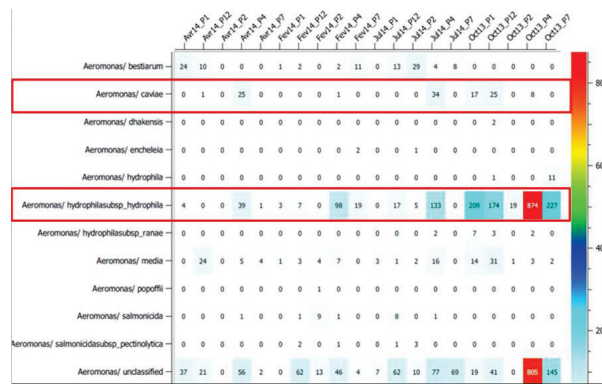 Avr14_P1 Avr14_P12 Avr14_P2 Avr14_P4 Avr14_P7 Fev14_P1 Fev14_P12 Fev14_P2 Fev14_P4 Fev14_P7 Jul14_P1 Jul14_P12 Jul14_P2 Jul14_P4 Jul14_P7 Oct13_P1 Oct13_P12 Oct13_P2 Oct13_P4 Oct13_P7
Aeromonas/ bestiarum 24 10 0 0 0 1 2 0 2 11 0 13 29 4 8 0 0 0 0 0
Aeromonas/ caviae 0 1 0 25 0 0 0 0 1 0 0 0 0 34 0 17 25 0 8 0
Aeromonas/ dhakensis 0 0 0 0 0 0 0 0 0 0 0 0 0 0 0 0 2 0 0 0
Aeromonas/ encheleia 0 0 0 0 0 0 0 0 0 2 0 0 1 0 0 0 0 0 0 0
Aeromonas/ hydrophila 0 0 0 0 0 0 0 0 0 0 0 0 0 0 0 0 1 0 0 11
Aeromonas/ hydrophilasubsp_hydrophila 4 0 0 39 1 3 7 0 98 19 0 17 5 133 0 209 174 19 874 227
Aeromonas/ hydrophilasubsp_ranae 0 0 0 0 0 0 0 0 0 0 0 0 0 2 0 7 3 0 2 0
Aeromonas/ media 0 24 0 5 4 1 3 4 7 0 3 1 2 16 0 14 31 1 3 2
Aeromonas/ popoffii 0 0 0 0 0 0 0 1 0 0 0 0 0 0 0 0 0 0 0 0
Aeromonas/ salmonicida 0 0 0 1 0 0 1 9 1 0 0 8 0 1 0 0 0 0 0 0
Aeromonas/ salmonicidasubsp_pectinolytica 0 0 0 0 0 0 2 0 1 0 0 1 3 0 0 0 0 0 0 0
Aeromonas/ unclassified 37 21 0 56 2 0 62 13 46 4 7 62 10 77 69 19 41 0 805 145